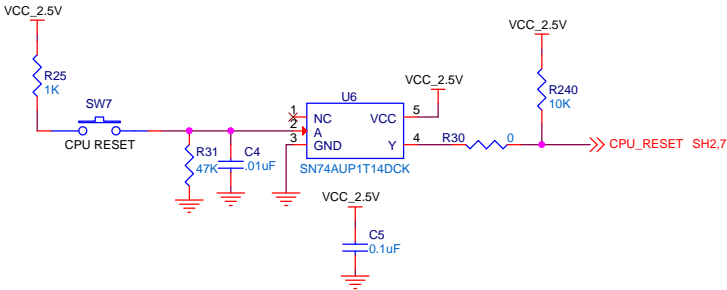 VCC_2.5V
VCC_2.5V
R25
1K
VCC_2.5V
R240
10K
SW7
CPU RESET
U6
1
NC
VCC
5
2
A
3
GND
Y
4
R30
0
CPU_RESET SH2,7
R31
47K
C4
.01uF
SN74AUP1T14DCK
VCC_2.5V
C5
0.1uF